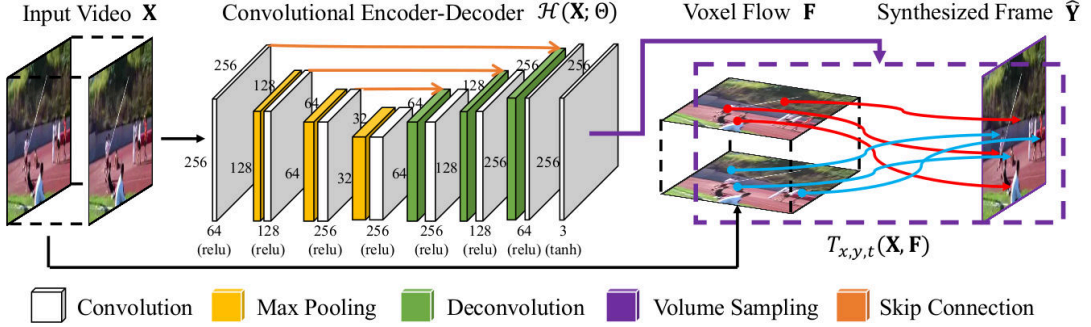 Input Video X
Convolutional Encoder-Decoder ℋ(X; Θ)
Voxel Flow F
Synthesized Frame Ŷ
256 128 64 32 64 128 256 256
256 128 64 32 64 128 256 256
64 128 256 256 256 128 64 3
(relu) (relu) (relu) (relu) (relu) (relu) (relu) (tanh)
T_{x,y,t}(X, F)
Convolution
Max Pooling
Deconvolution
Volume Sampling
Skip Connection